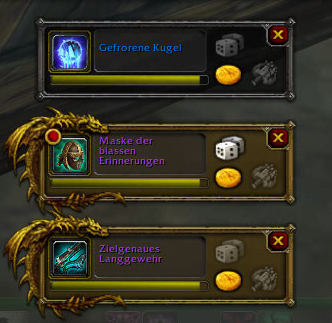 Gefrorene Kugel
Maske der
blassen
Erinnerungen
Zielgenaues
Langgewehr